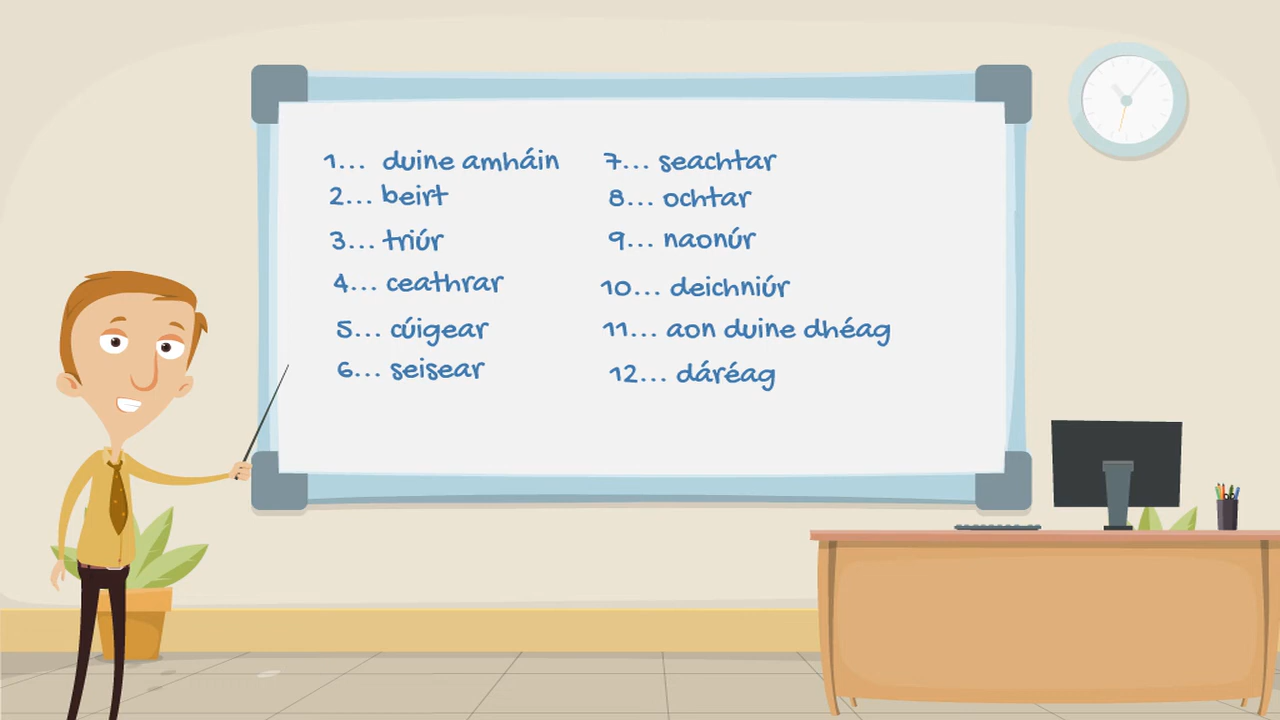 1... duine amháin
2... beirt
3... triúr
4... ceathrar
5... cúigear
6... seisear
7... seachtar
8... ochtar
9... naonúr
10... deichniúr
11... aon duine dhéag
12... dáréag